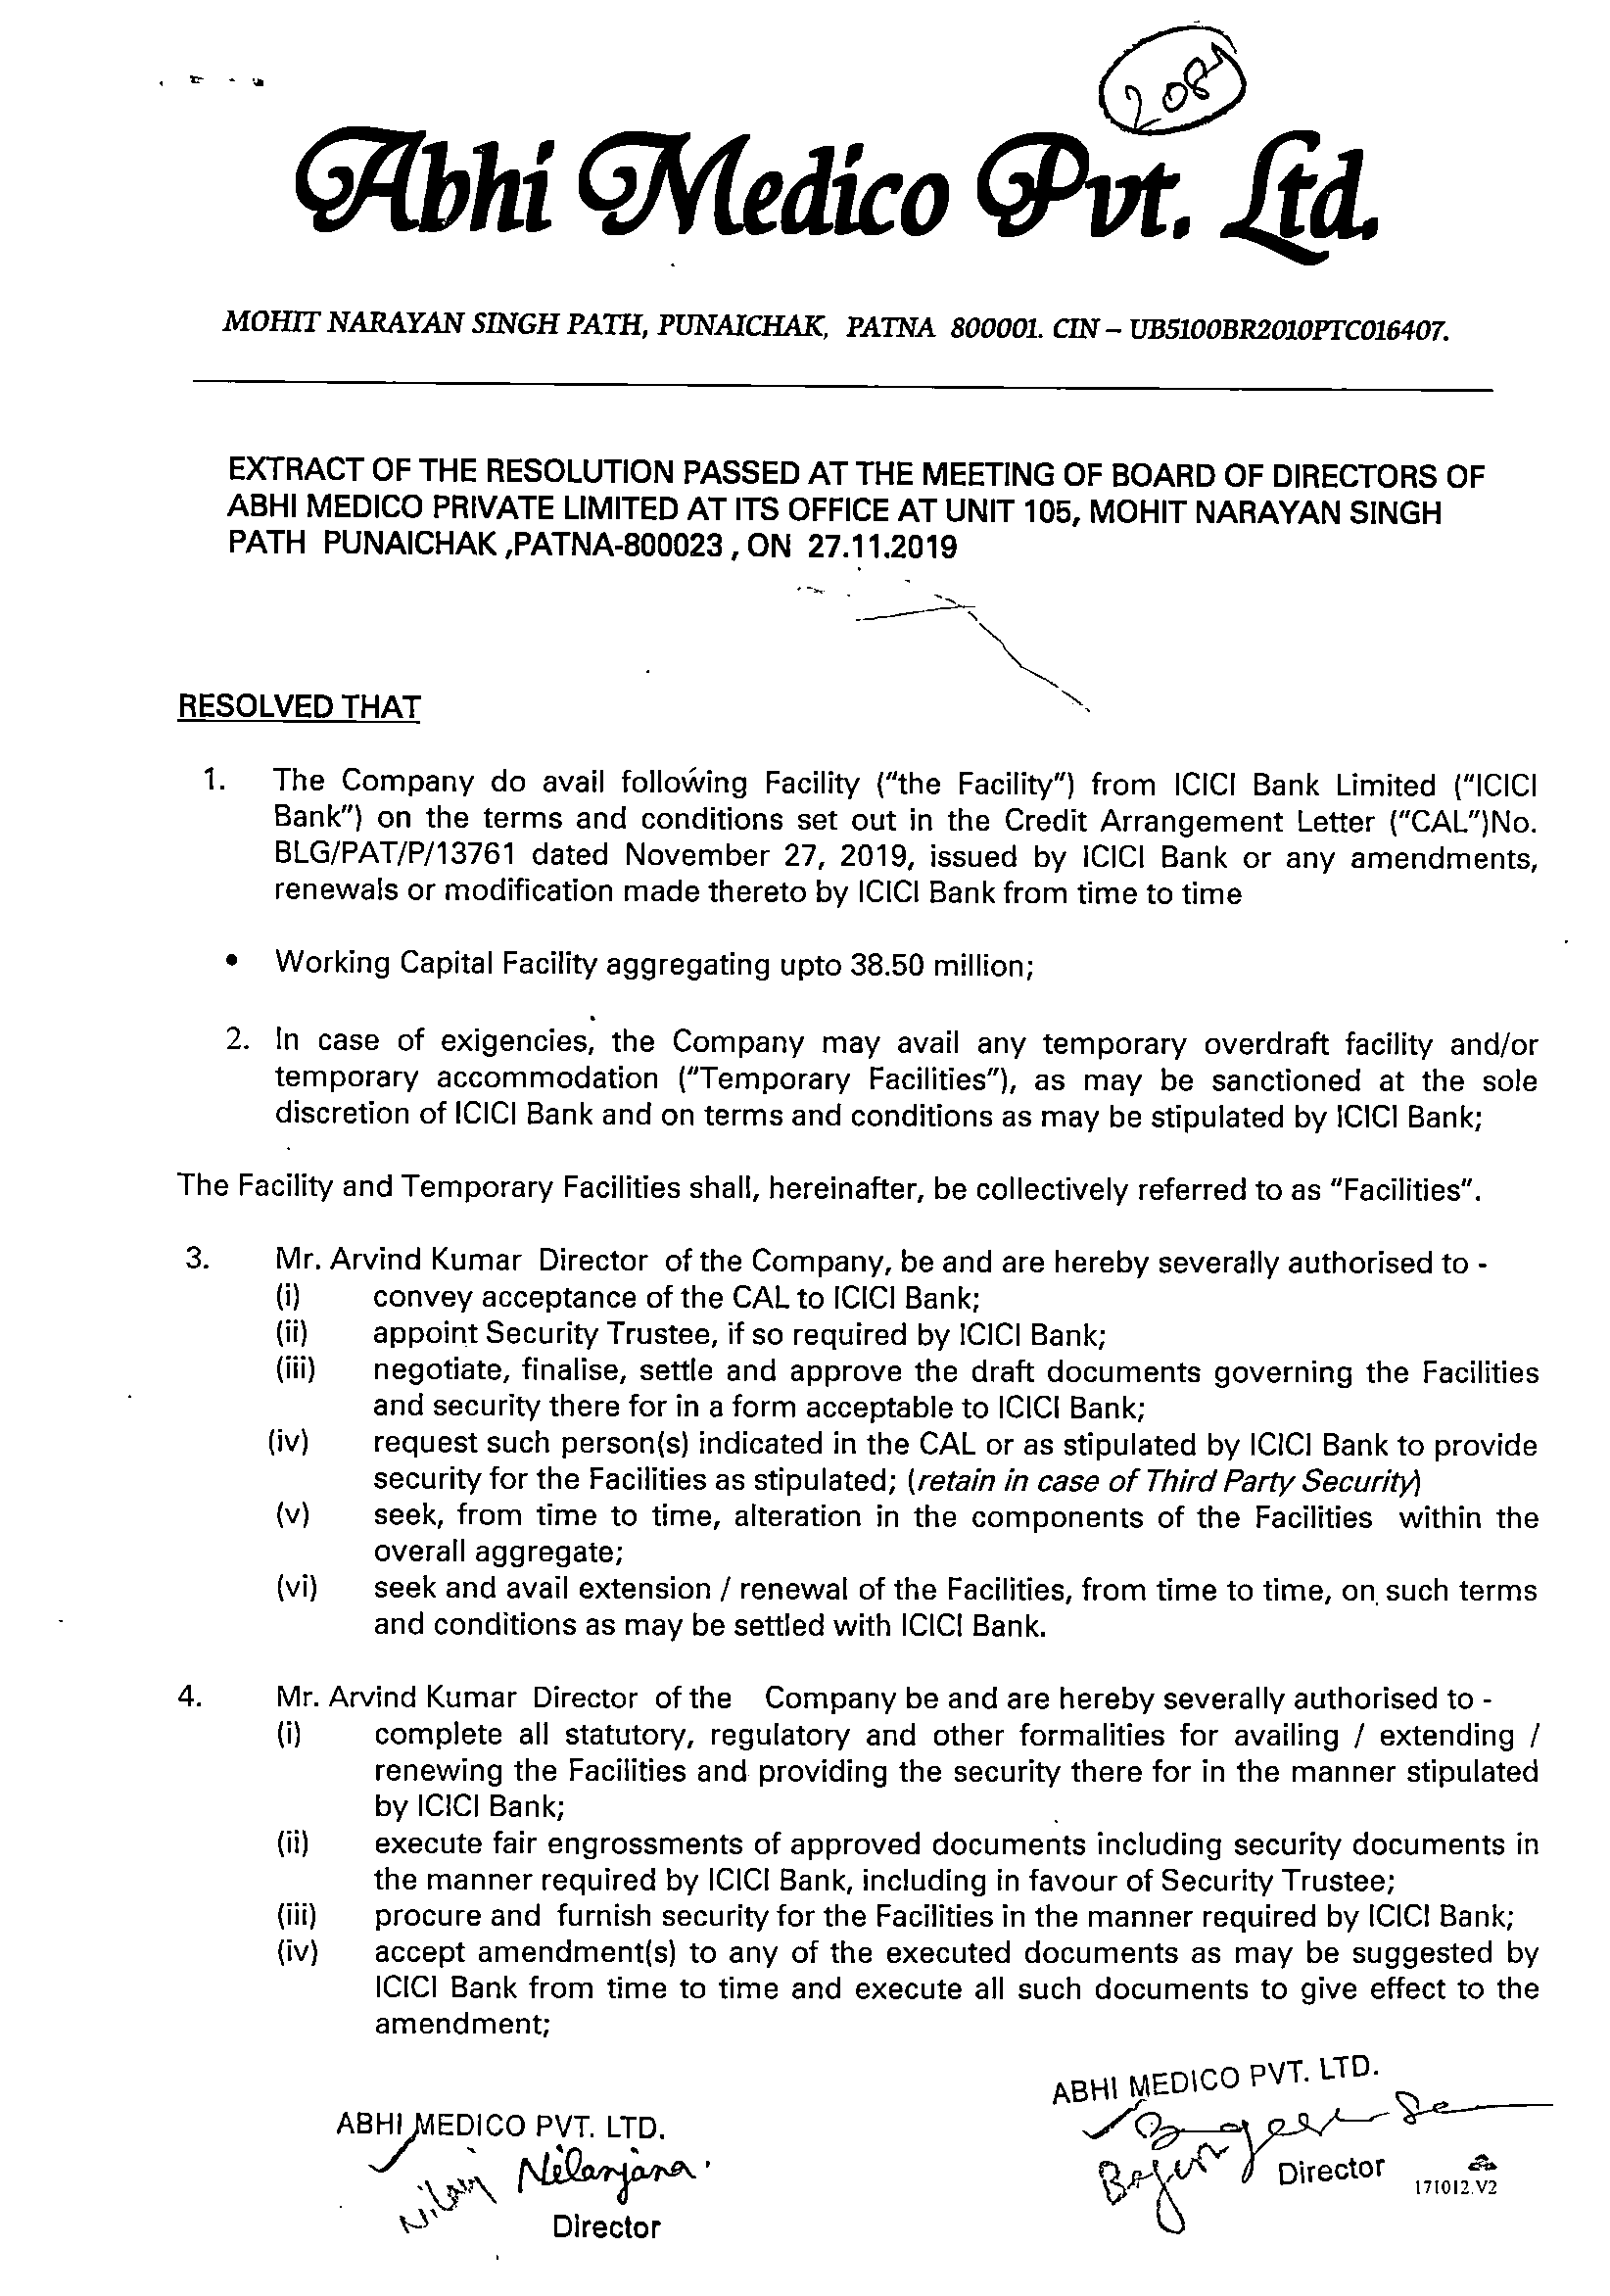 208
Abhi Medico Pvt. Ltd.
MOHIT NARAYAN SINGH PATH, PUNAICHAK, PATNA 800001. CIN – UB5100BR2010PTC016407.
EXTRACT OF THE RESOLUTION PASSED AT THE MEETING OF BOARD OF DIRECTORS OF
ABHI MEDICO PRIVATE LIMITED AT ITS OFFICE AT UNIT 105, MOHIT NARAYAN SINGH
PATH PUNAICHAK ,PATNA-800023 , ON 27.11.2019
RESOLVED THAT
1. The Company do avail following Facility ("the Facility") from ICICI Bank Limited ("ICICI
Bank") on the terms and conditions set out in the Credit Arrangement Letter ("CAL")No.
BLG/PAT/P/13761 dated November 27, 2019, issued by ICICI Bank or any amendments,
renewals or modification made thereto by ICICI Bank from time to time
• Working Capital Facility aggregating upto 38.50 million;
2. In case of exigencies, the Company may avail any temporary overdraft facility and/or
temporary accommodation ("Temporary Facilities"), as may be sanctioned at the sole
discretion of ICICI Bank and on terms and conditions as may be stipulated by ICICI Bank;
The Facility and Temporary Facilities shall, hereinafter, be collectively referred to as "Facilities".
3. Mr. Arvind Kumar Director of the Company, be and are hereby severally authorised to -
(i) convey acceptance of the CAL to ICICI Bank;
(ii) appoint Security Trustee, if so required by ICICI Bank;
(iii) negotiate, finalise, settle and approve the draft documents governing the Facilities
and security there for in a form acceptable to ICICI Bank;
(iv) request such person(s) indicated in the CAL or as stipulated by ICICI Bank to provide
security for the Facilities as stipulated; (retain in case of Third Party Security)
(v) seek, from time to time, alteration in the components of the Facilities within the
overall aggregate;
(vi) seek and avail extension / renewal of the Facilities, from time to time, on such terms
and conditions as may be settled with ICICI Bank.
4. Mr. Arvind Kumar Director of the Company be and are hereby severally authorised to -
(i) complete all statutory, regulatory and other formalities for availing / extending /
renewing the Facilities and providing the security there for in the manner stipulated
by ICICI Bank;
(ii) execute fair engrossments of approved documents including security documents in
the manner required by ICICI Bank, including in favour of Security Trustee;
(iii) procure and furnish security for the Facilities in the manner required by ICICI Bank;
(iv) accept amendment(s) to any of the executed documents as may be suggested by
ICICI Bank from time to time and execute all such documents to give effect to the
amendment;
ABHI MEDICO PVT. LTD.
Nilanjana
Director
ABHI MEDICO PVT. LTD.
Director
171012.V2